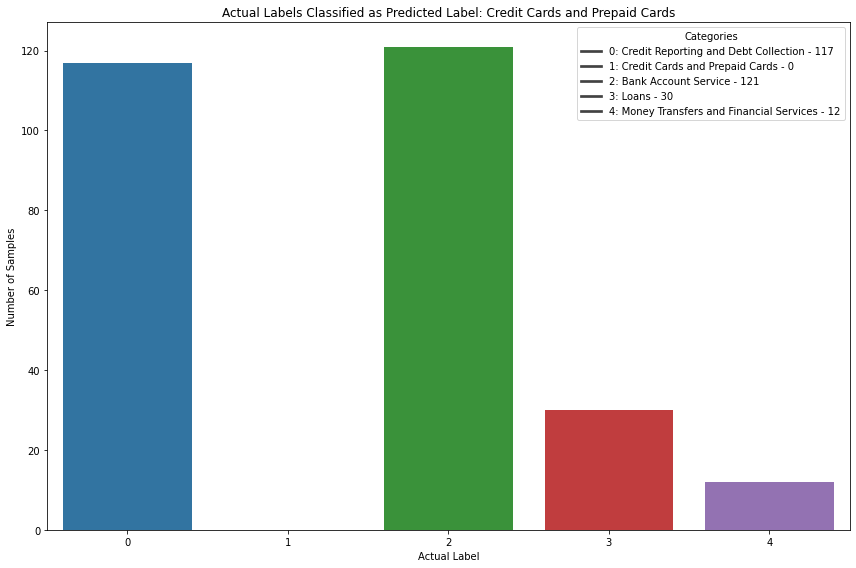 Actual Labels Classified as Predicted Label: Credit Cards and Prepaid Cards
Categories
0: Credit Reporting and Debt Collection - 117
1: Credit Cards and Prepaid Cards - 0
2: Bank Account Service - 121
3: Loans - 30
4: Money Transfers and Financial Services - 12
Number of Samples
120
100
80
60
40
20
0
0 1 2 3 4
Actual Label